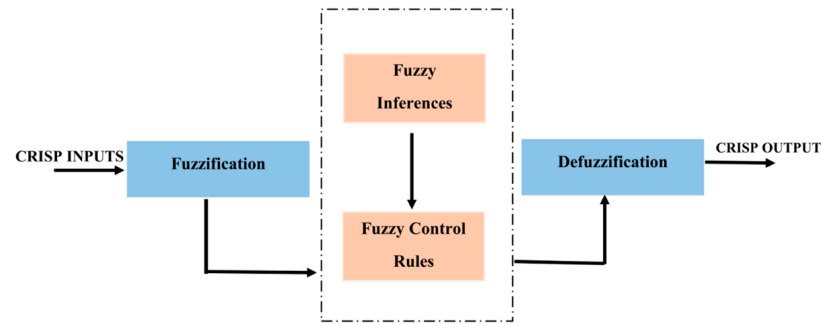 CRISP INPUTS
Fuzzification
Fuzzy
Inferences
Fuzzy Control
Rules
Defuzzification
CRISP OUTPUT